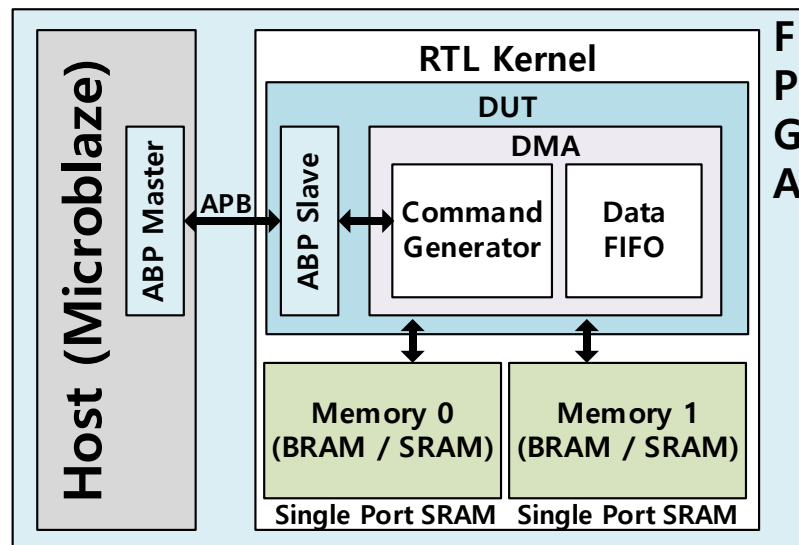 F
P
G
A
Host (Microblaze)
ABP Master
APB
RTL Kernel
DUT
ABP Slave
DMA
Command
Generator
Data
FIFO
Memory 0
(BRAM / SRAM)
Single Port SRAM
Memory 1
(BRAM / SRAM)
Single Port SRAM